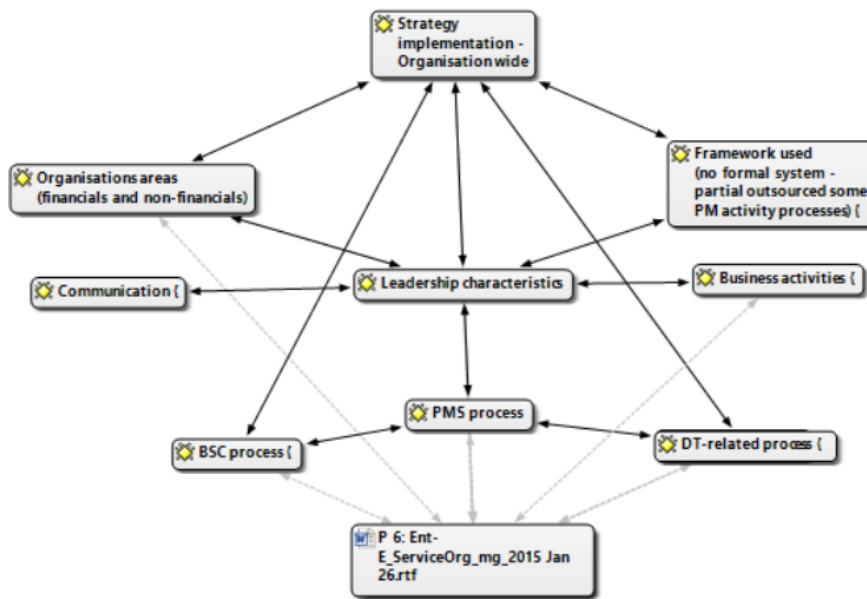 Strategy
implementation -
Organisation wide
Organisations areas
(financials and non-financials)
Framework used
(no formal system -
partial outsourced some
PM activity processes) {
Communication {
Leadership characteristics
Business activities {
PMS process
BSC process {
DT-related process {
P 6: Ent-
E_ServiceOrg_mg_2015 Jan
26.rtf